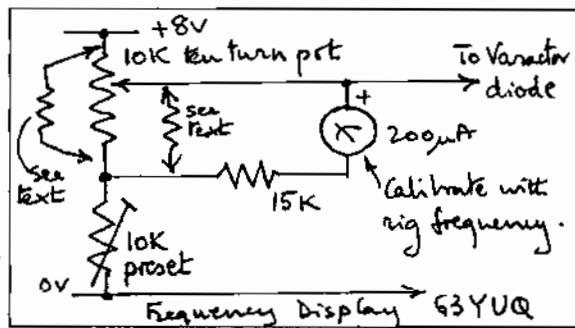 +8V
10K ten turn pot
To Varactor
diode
see
text
+
200µA
see
text
15K
Calibrate with
rig frequency.
10K
preset
0V
Frequency Display G3YUQ